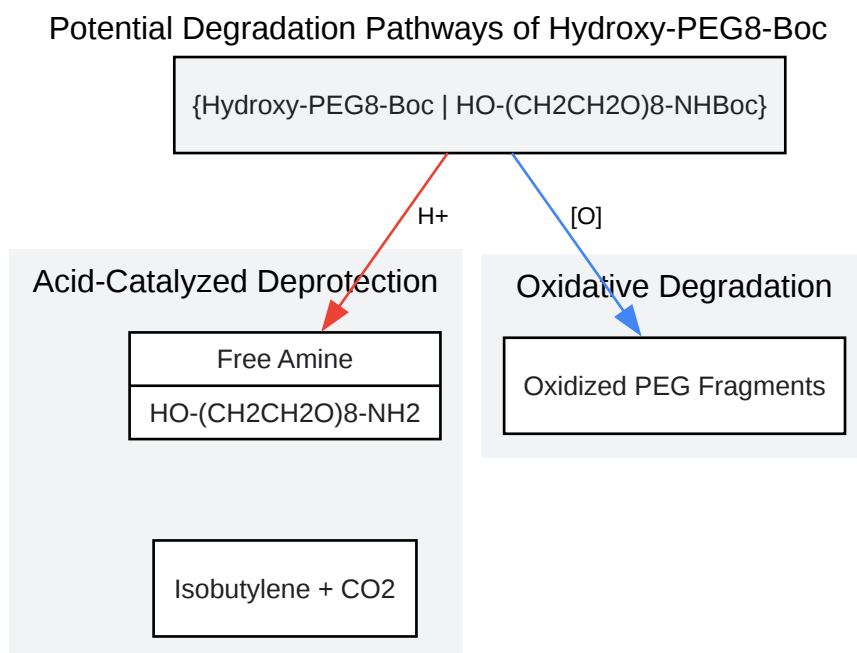 Potential Degradation Pathways of Hydroxy-PEG8-Boc
{Hydroxy-PEG8-Boc | HO-(CH2CH2O)8-NHBoc}
H+
[O]
Acid-Catalyzed Deprotection
Oxidative Degradation
Free Amine
HO-(CH2CH2O)8-NH2
Oxidized PEG Fragments
Isobutylene + CO2